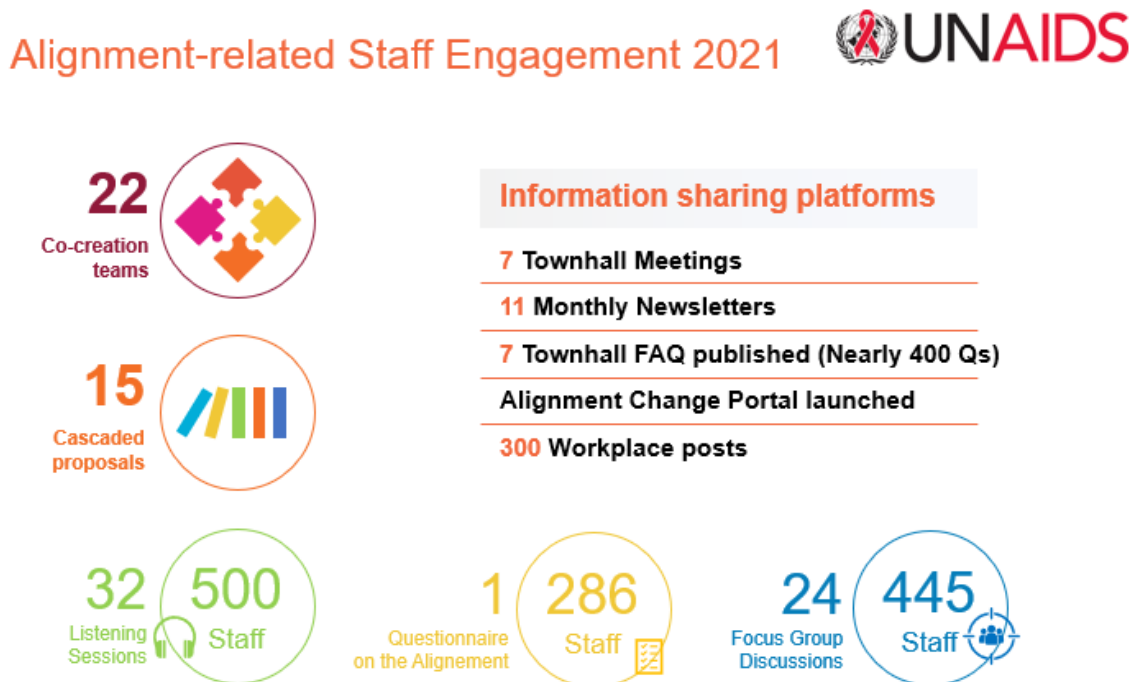 Alignment-related Staff Engagement 2021
UNAIDS
22
Co-creation
teams
15
Cascaded
proposals
Information sharing platforms
7 Townhall Meetings
11 Monthly Newsletters
7 Townhall FAQ published (Nearly 400 Qs)
Alignment Change Portal launched
300 Workplace posts
32
Listening
Sessions
500
Staff
1
Questionnaire
on the Alignement
286
Staff
24
Focus Group
Discussions
445
Staff